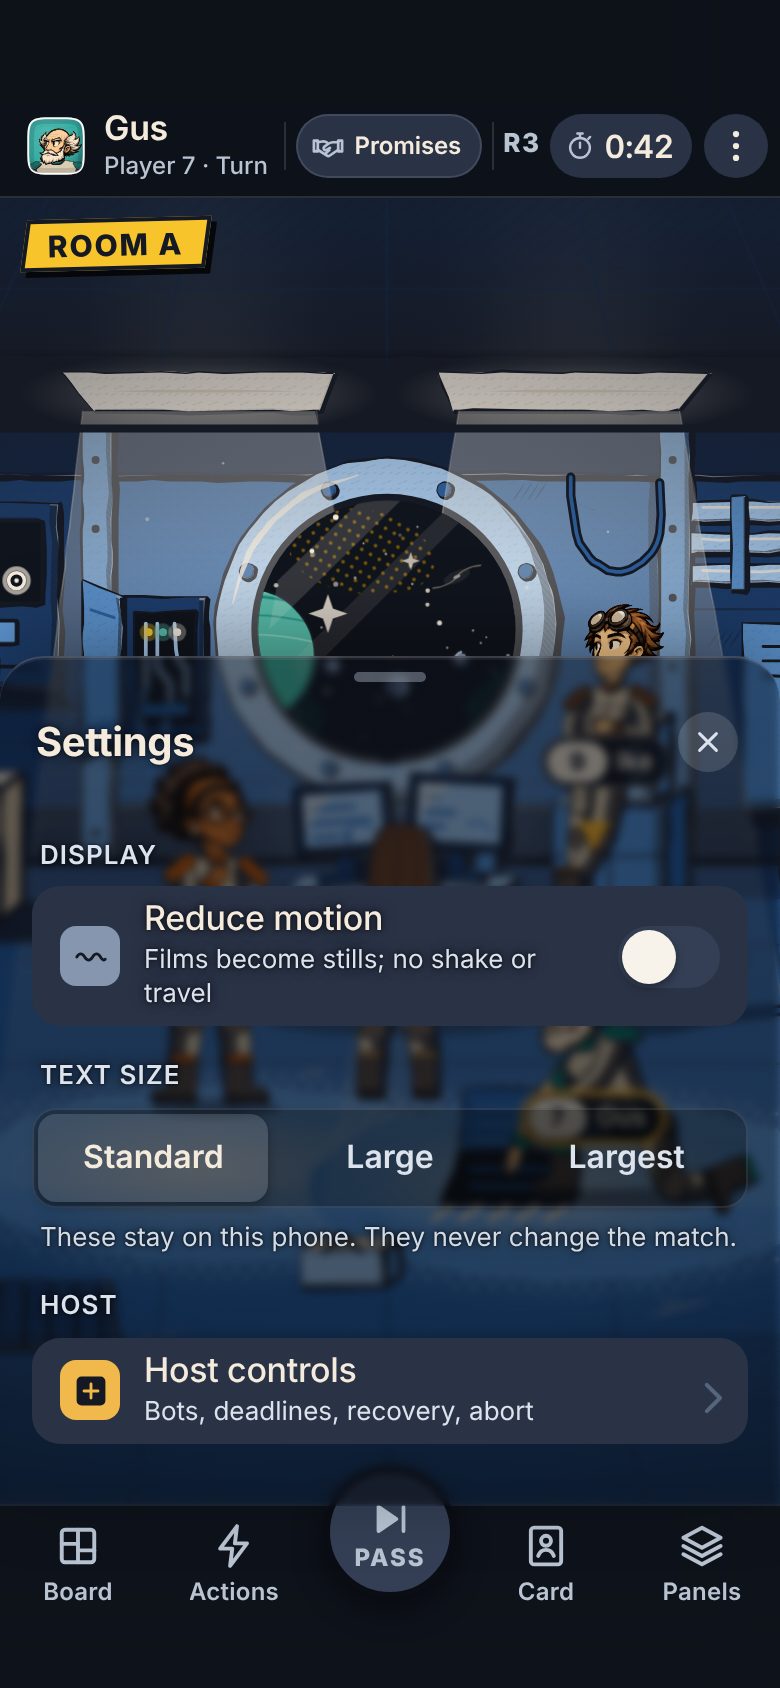 Gus
Player 7 · Turn
Promises
R3
0:42
ROOM A
Settings
DISPLAY
Reduce motion
Films become stills; no shake or
travel
TEXT SIZE
Standard
Large
Largest
These stay on this phone. They never change the match.
HOST
Host controls
Bots, deadlines, recovery, abort
PASS
Board
Actions
Card
Panels